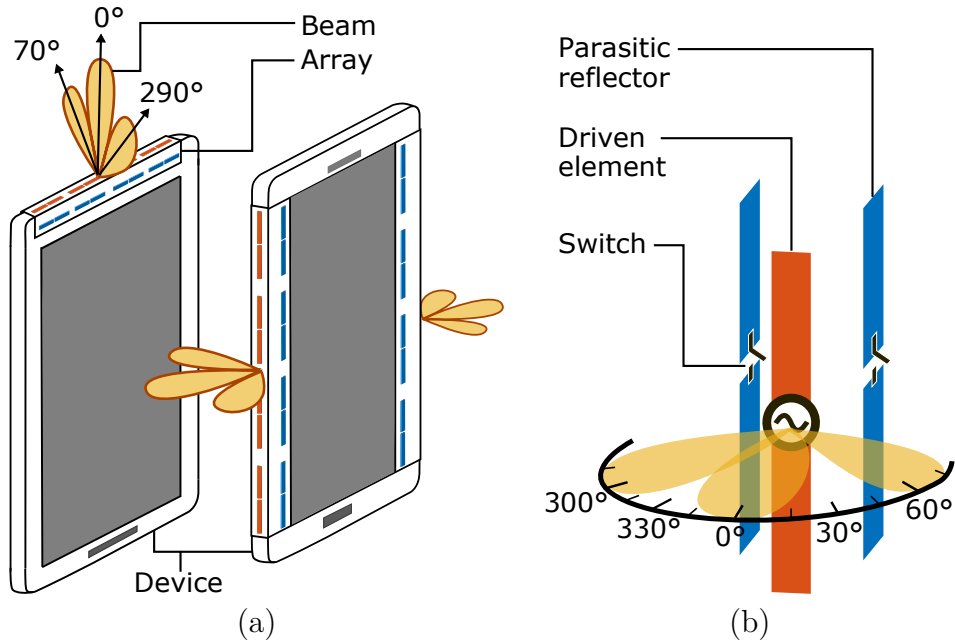 0°
70°
290°
Beam
Array
Device
(a)
Parasitic
reflector
Driven
element
Switch
300°
330°
0°
30°
60°
(b)